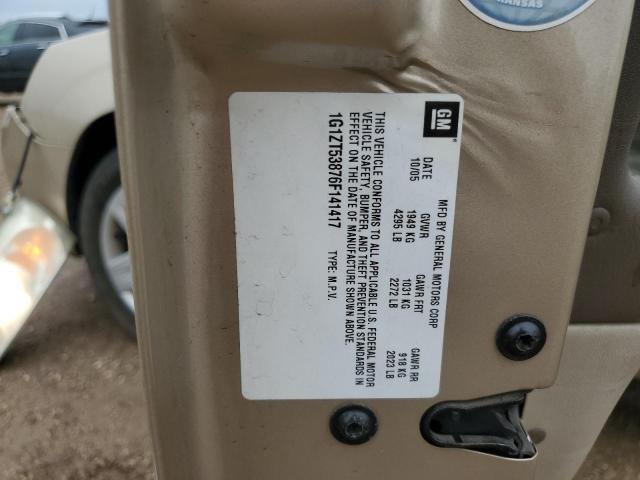 KANSAS
GM
MFD BY GENERAL MOTORS CORP
DATE GVWR GAWR FRT GAWR RR
10/05 1949 KG 1031 KG 918 KG
4295 LB 2272 LB 2023 LB
THIS VEHICLE CONFORMS TO ALL APPLICABLE U.S. FEDERAL MOTOR
VEHICLE SAFETY, BUMPER, AND THEFT PREVENTION STANDARDS IN
EFFECT ON THE DATE OF MANUFACTURE SHOWN ABOVE.
1G1ZT53876F141417 TYPE: M.P.V.